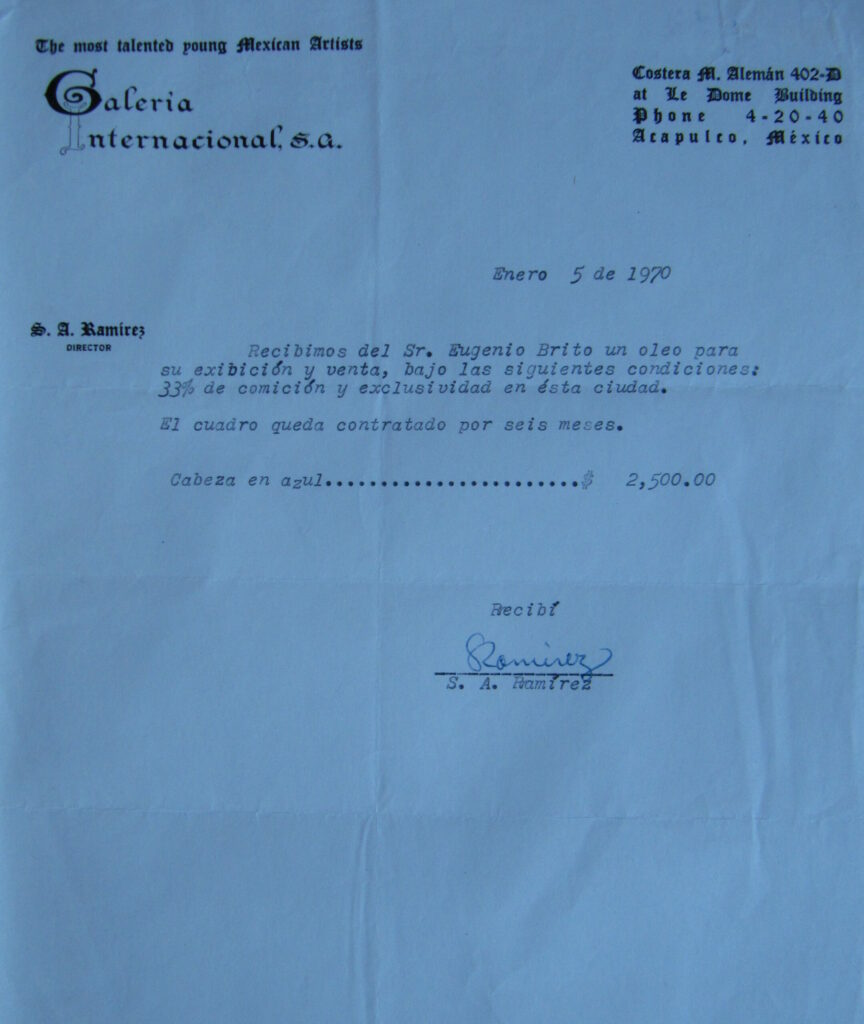 The most talented young Mexican Artists
Galería
Internacional, S.A.
Costera M. Alemán 402-D
at Le Dome Building
Phone 4-20-40
Acapulco, México
Enero 5 de 1970
S. A. Ramírez
DIRECTOR
Recibimos del Sr. Eugenio Brito un oleo para
su exibición y venta, bajo las siguientes condiciones:
33% de comición y exclusividad en ésta ciudad.
El cuadro queda contratado por seis meses.
Cabeza en azul.......................$ 2,500.00
Recibí
Ramirez
S. A. Ramírez